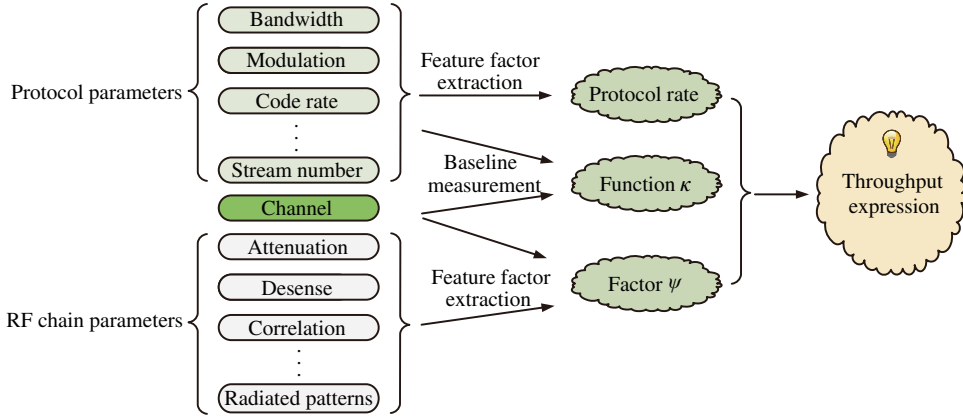 Protocol parameters
Bandwidth
Modulation
Code rate
Stream number
Channel
RF chain parameters
Attenuation
Desense
Correlation
Radiated patterns
Feature factor
extraction
Baseline
measurement
Feature factor
extraction
Protocol rate
Function κ
Factor ψ
Throughput
expression